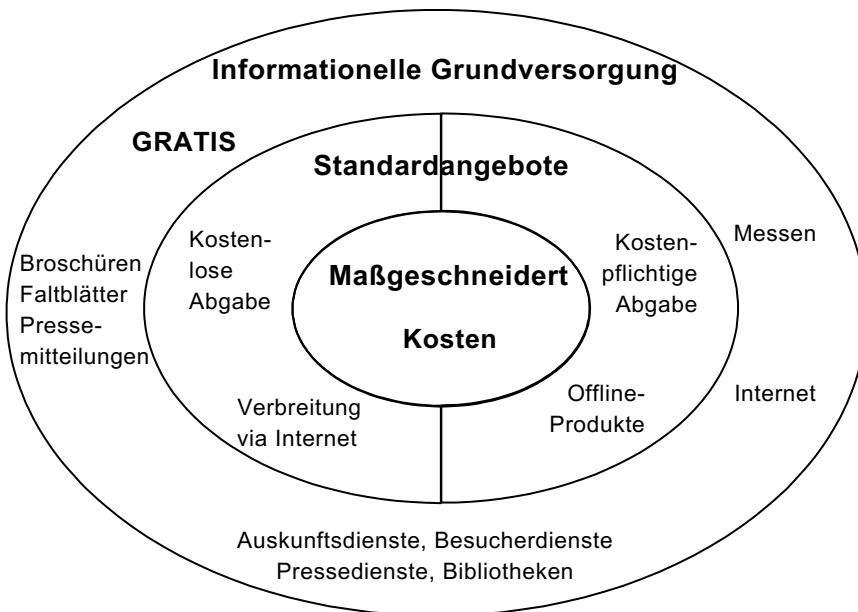 Informationelle Grundversorgung
GRATIS
Standardangebote
Broschüren
Faltblätter
Presse-
mitteilungen
Kosten-
lose
Abgabe
Maßgeschneidert
Kosten
Kosten-
pflichtige
Abgabe
Messen
Verbreitung
via Internet
Offline-
Produkte
Internet
Auskunftsdienste, Besucherdienste
Pressedienste, Bibliotheken